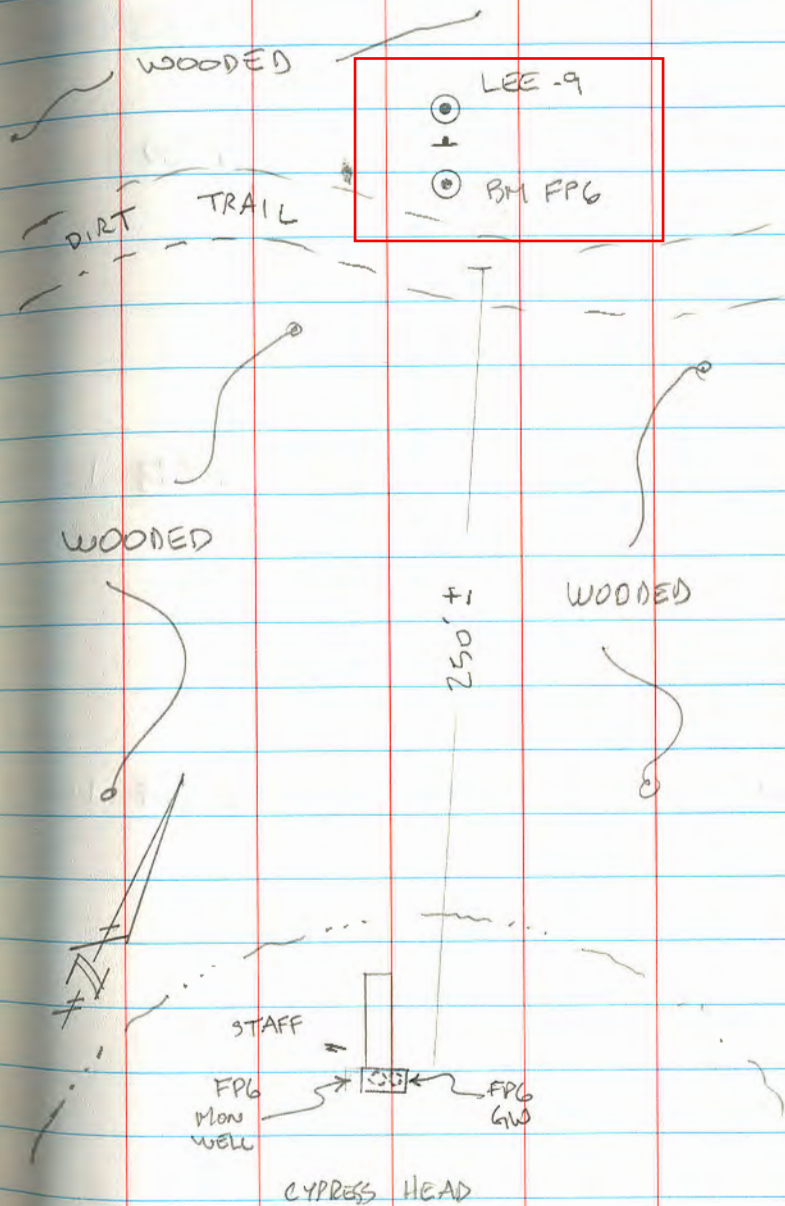 WOODED
LEE-9
BM FP6
DIRT TRAIL
WOODED
250'±
WOODED
N
STAFF
FP6
MON
WELL
FP6
GW
CYPRESS HEAD